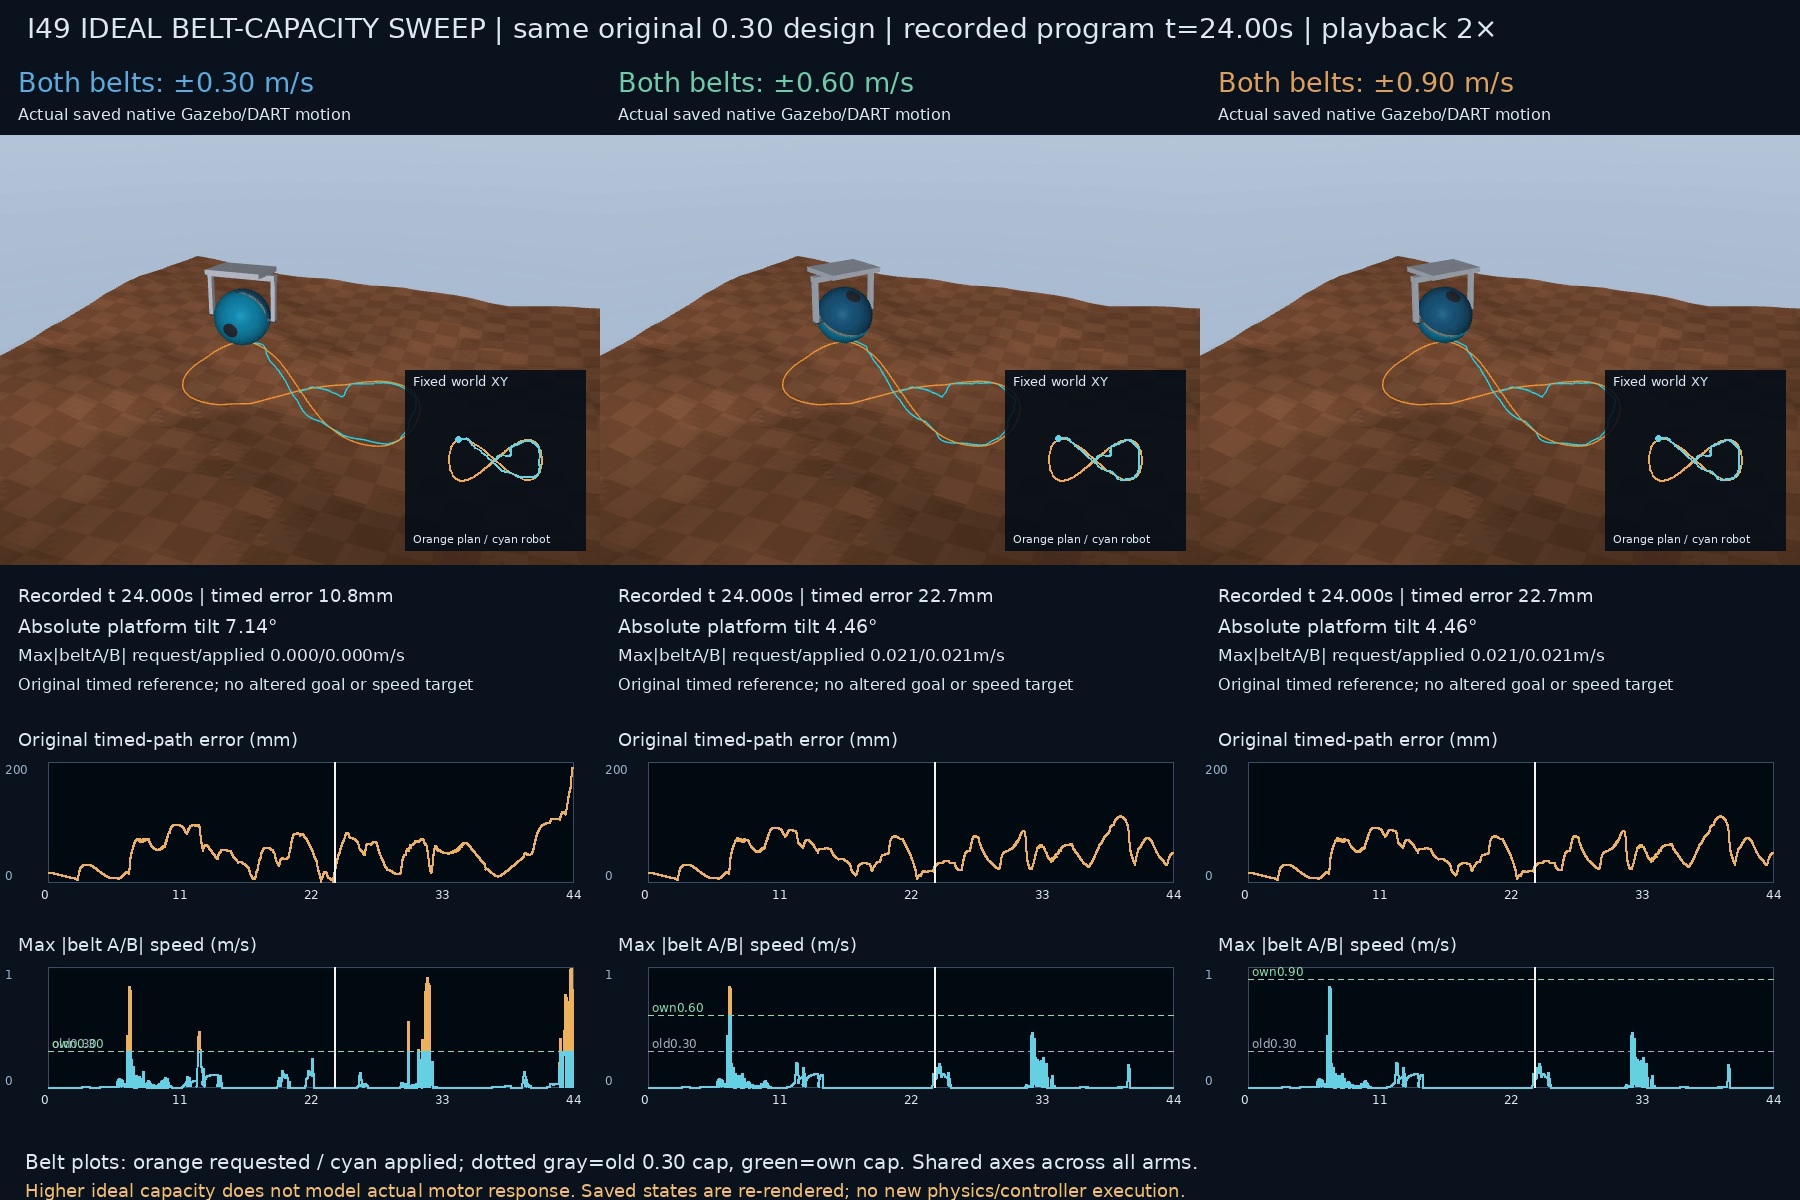 I49 IDEAL BELT-CAPACITY SWEEP | same original 0.30 design | recorded program t=24.00s | playback 2×
Both belts: ±0.30 m/s
Actual saved native Gazebo/DART motion
Both belts: ±0.60 m/s
Actual saved native Gazebo/DART motion
Both belts: ±0.90 m/s
Actual saved native Gazebo/DART motion
Fixed world XY
Orange plan / cyan robot
Fixed world XY
Orange plan / cyan robot
Fixed world XY
Orange plan / cyan robot
Recorded t 24.000s | timed error 10.8mm
Absolute platform tilt 7.14°
Max|beltA/B| request/applied 0.000/0.000m/s
Original timed reference; no altered goal or speed target
Recorded t 24.000s | timed error 22.7mm
Absolute platform tilt 4.46°
Max|beltA/B| request/applied 0.021/0.021m/s
Original timed reference; no altered goal or speed target
Recorded t 24.000s | timed error 22.7mm
Absolute platform tilt 4.46°
Max|beltA/B| request/applied 0.021/0.021m/s
Original timed reference; no altered goal or speed target
Original timed-path error (mm)
200
0
0 11 22 33 44
Original timed-path error (mm)
200
0
0 11 22 33 44
Original timed-path error (mm)
200
0
0 11 22 33 44
Max |belt A/B| speed (m/s)
1
0
0 11 22 33 44
Max |belt A/B| speed (m/s)
1
own0.60
old0.30
0
0 11 22 33 44
Max |belt A/B| speed (m/s)
1
own0.90
old0.30
0
0 11 22 33 44
Belt plots: orange requested / cyan applied; dotted gray=old 0.30 cap, green=own cap. Shared axes across all arms.
Higher ideal capacity does not model actual motor response. Saved states are re-rendered; no new physics/controller execution.